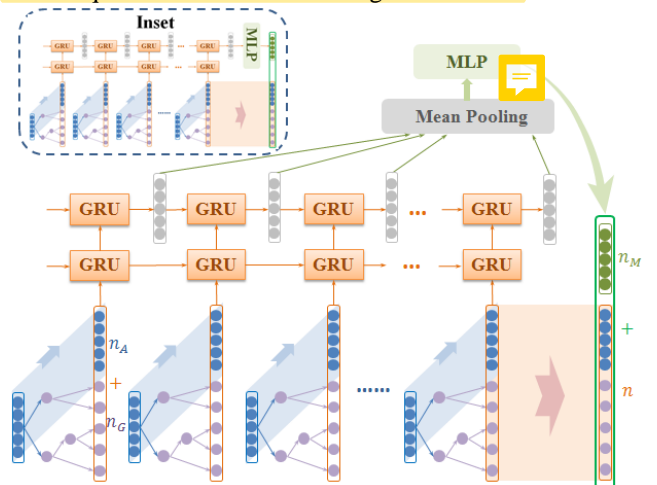 Inset
GRU GRU GRU ... GRU
GRU GRU GRU ... GRU
MLP
......
MLP
Mean Pooling
GRU GRU GRU ... GRU
GRU GRU GRU ... GRU
n_M
n_A
+
+
n_G
......
n